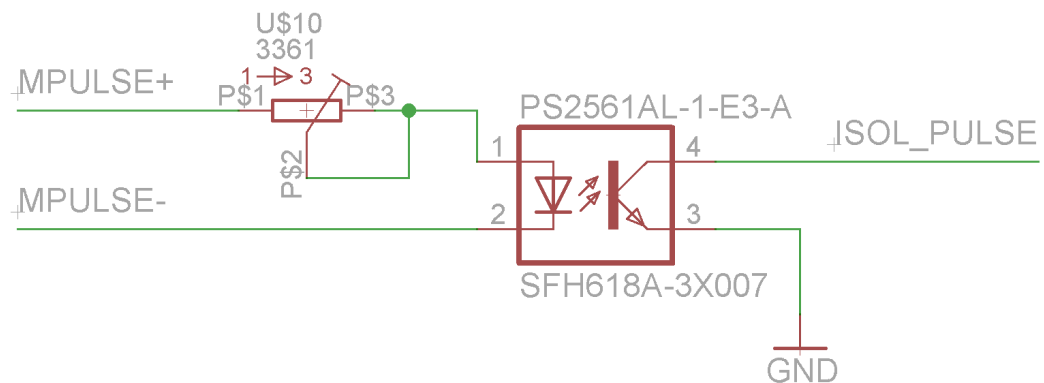 U$10
3361
1 3
MPULSE+
P$1
P$3
P$2
MPULSE-
PS2561AL-1-E3-A
1
4
2
3
SFH618A-3X007
ISOL_PULSE
GND